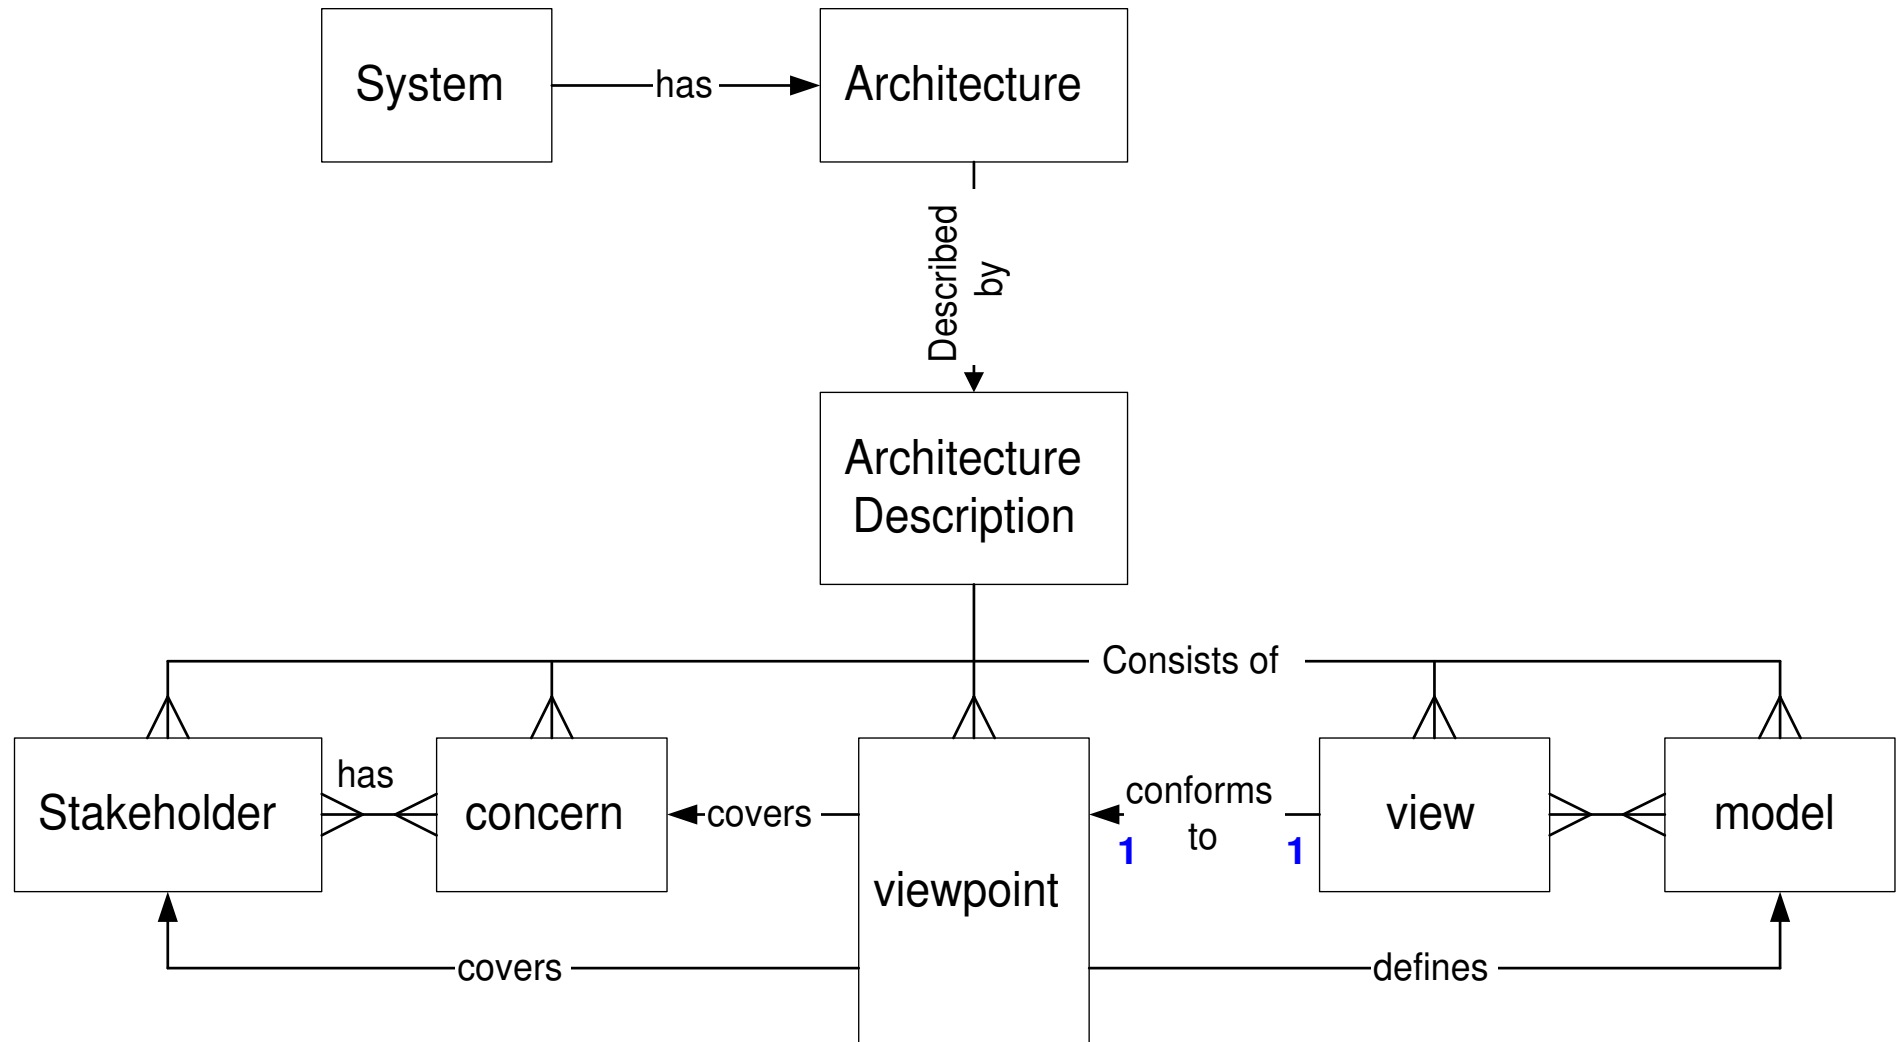 System
has
Architecture
Described
by
Architecture
Description
Consists of
Stakeholder
has
concern
covers
viewpoint
conforms
to
1
1
view
model
covers
defines